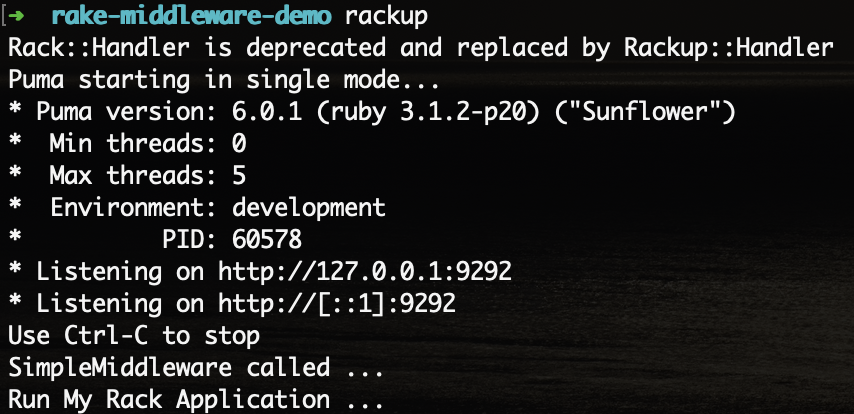 [➜  rake-middleware-demo rackup
Rack::Handler is deprecated and replaced by Rackup::Handler
Puma starting in single mode...
* Puma version: 6.0.1 (ruby 3.1.2-p20) ("Sunflower")
*  Min threads: 0
*  Max threads: 5
*  Environment: development
*          PID: 60578
* Listening on http://127.0.0.1:9292
* Listening on http://[::1]:9292
Use Ctrl-C to stop
SimpleMiddleware called ...
Run My Rack Application ...